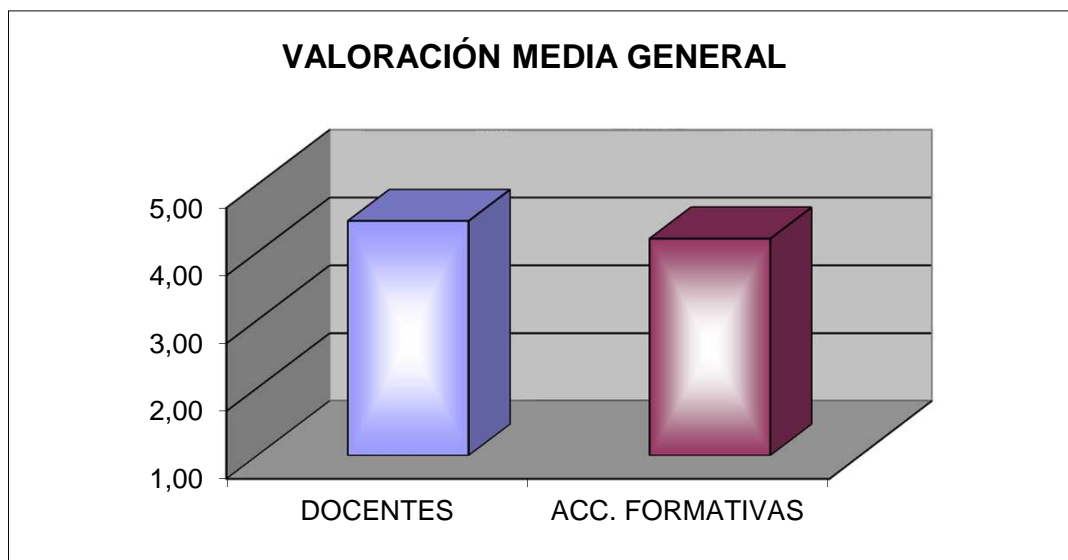 VALORACIÓN MEDIA GENERAL
5,00
4,00
3,00
2,00
1,00
DOCENTES ACC. FORMATIVAS